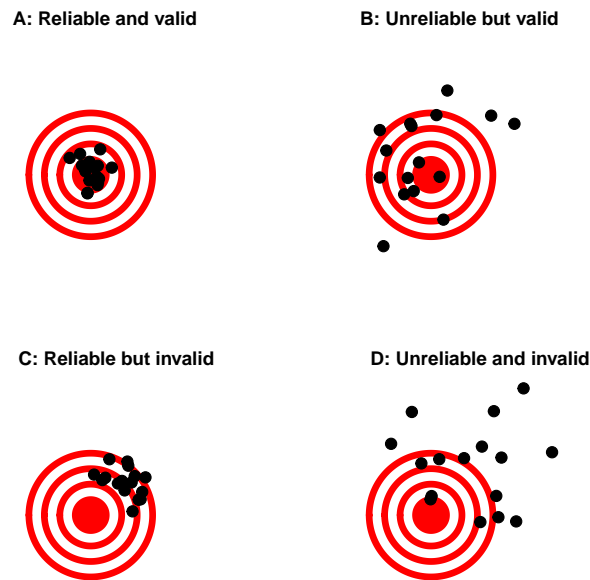 A: Reliable and valid
B: Unreliable but valid
C: Reliable but invalid
D: Unreliable and invalid